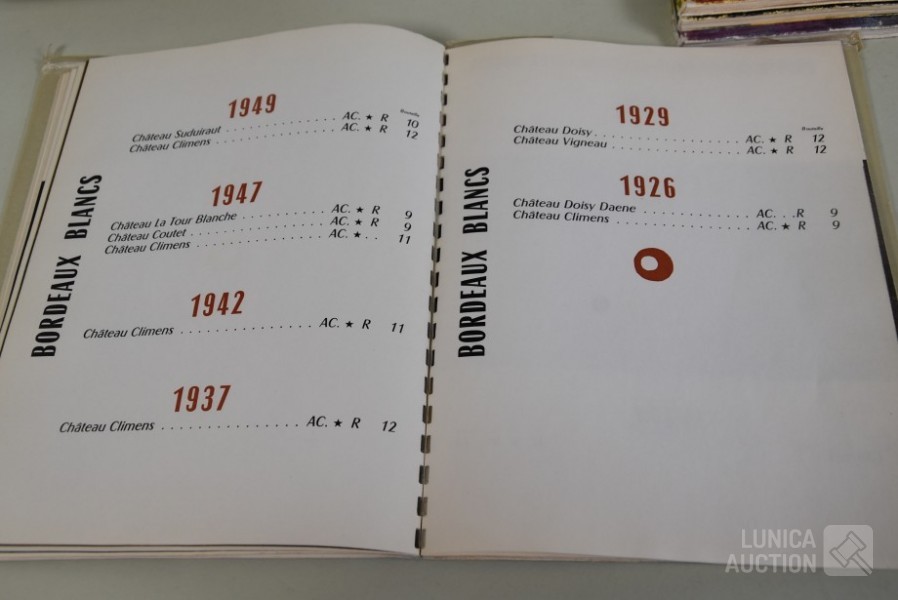 BORDEAUX BLANCS
1949
Bouteille
Château Suduiraut . . . . . . . . . . . . . . . AC. ★ R 10
Château Climens . . . . . . . . . . . . . . . . AC. ★ R 12
1947
Château La Tour Blanche . . . . . . . . . . . AC. ★ R 9
Château Coutet . . . . . . . . . . . . . . . . . AC. ★ R 9
Château Climens . . . . . . . . . . . . . . . . AC. ★ . . 11
1942
Château Climens . . . . . . . . . . . . . . . AC. ★ R 11
1937
Château Climens . . . . . . . . . . . . . . . AC. ★ R 12
BORDEAUX BLANCS
1929
Bouteille
Château Doisy . . . . . . . . . . . . . . . . . AC. ★ R 12
Château Vigneau . . . . . . . . . . . . . . . AC. ★ R 12
1926
Château Doisy Daene . . . . . . . . . . . . AC. . . R 9
Château Climens . . . . . . . . . . . . . . . AC. ★ R 9
LUNICA
AUCTION